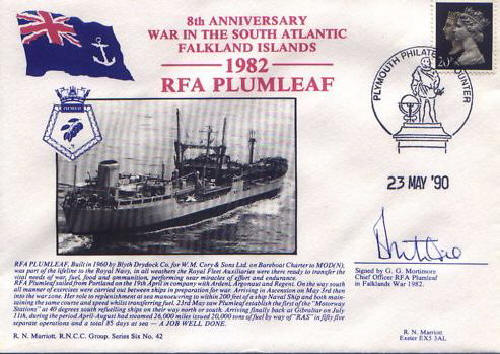 8th ANNIVERSARY
WAR IN THE SOUTH ATLANTIC
FALKLAND ISLANDS
1982
RFA PLUMLEAF
20P
PLYMOUTH PHILATELIC COUNTER
23 MAY '90
RFA PLUMLEAF, Built in 1960 by Blyth Drydock Co. for W.M. Cory & Sons Ltd. on Bareboat Charter to MOD(N),
was part of the lifeline to the Royal Navy, in all weathers the Royal Fleet Auxiliaries were there ready to transfer the
vital needs of war, fuel, food and ammunition, performing near miracles of effort and endurance.
RFA Plumleaf sailed from Portland on the 19th April in company with Ardent, Argonaut and Regent. On the way south
all manner of exercises were carried out between ships in preparation for war. Arriving in Ascension on May 3rd then
into the war zone. Her role to replenishment at sea manoeuvring to within 200 feet of a ship Naval Ship and both main-
taining the same course and speed whilst transferring fuel. 23rd May saw Plumleaf establish the first of the "Motorway
Stations" at 40 degrees south refuelling ships on their way north or south. Arriving finally back at Gibraltar on July
11th, during the period April-August had steamed 26,000 miles issued 20,000 tons of fuel by way of "RAS" in fifty five
separate operations and a total 185 days at sea — A JOB WELL DONE.
Signed by G. G. Mortimore
Chief Officer: RFA Plumleaf
in Falklands War 1982.
R. N. Marriott, R.N.C.C. Group. Series Six No. 42
R. N. Marriott
Exeter EX5 3AL